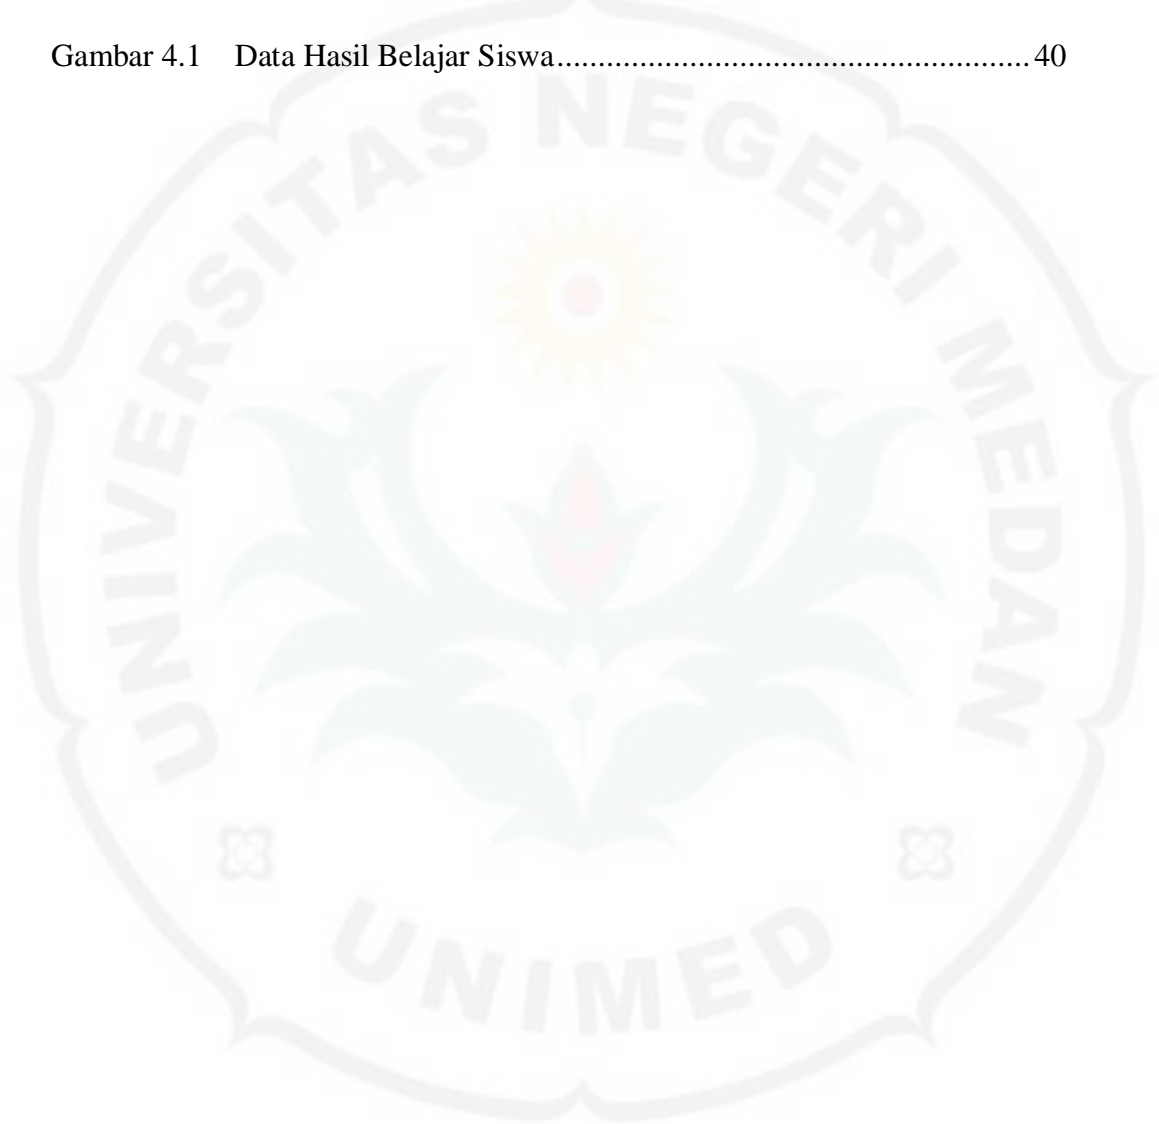 Gambar 4.1 Data Hasil Belajar Siswa............................................................ 40
UNIVERSITAS NEGERI MEDAN
UNIMED